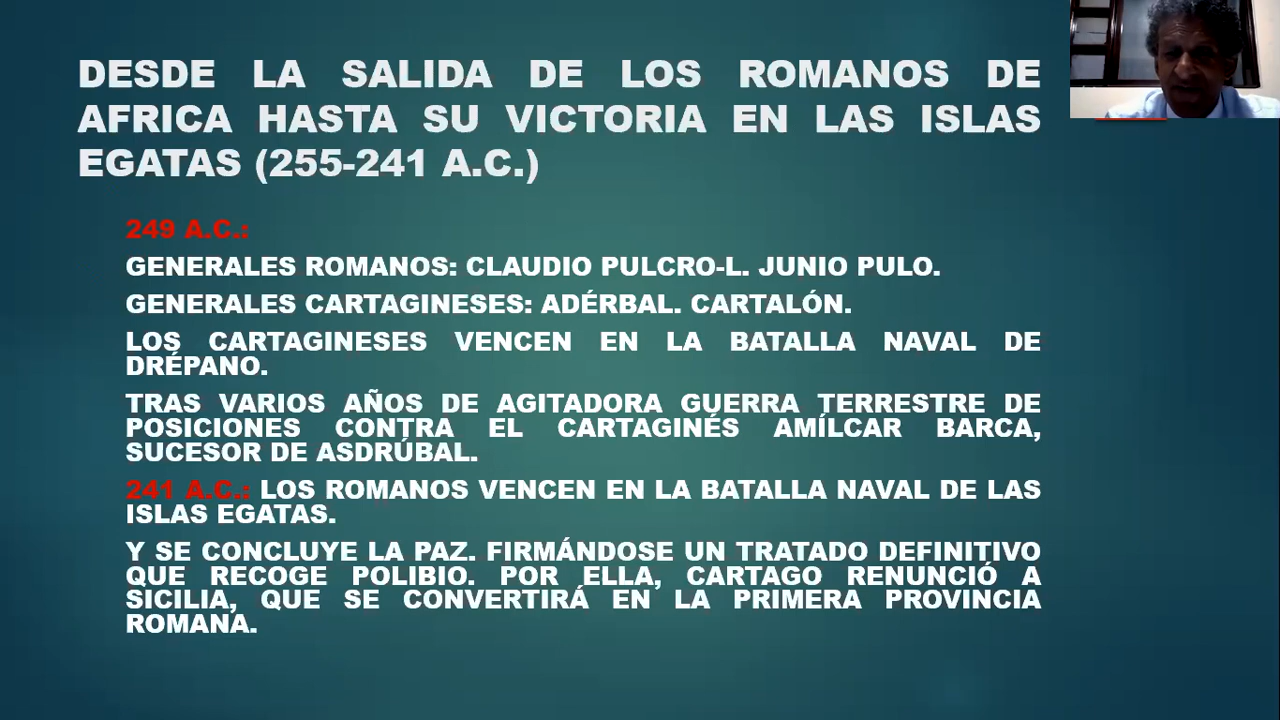 DESDE LA SALIDA DE LOS ROMANOS DE
AFRICA HASTA SU VICTORIA EN LAS ISLAS
EGATAS (255-241 A.C.)
249 A.C.:
GENERALES ROMANOS: CLAUDIO PULCRO-L. JUNIO PULO.
GENERALES CARTAGINESES: ADÉRBAL. CARTALÓN.
LOS CARTAGINESES VENCEN EN LA BATALLA NAVAL DE
DRÉPANO.
TRAS VARIOS AÑOS DE AGITADORA GUERRA TERRESTRE DE
POSICIONES CONTRA EL CARTAGINÉS AMÍLCAR BARCA,
SUCESOR DE ASDRÚBAL.
241 A.C.: LOS ROMANOS VENCEN EN LA BATALLA NAVAL DE LAS
ISLAS EGATAS.
Y SE CONCLUYE LA PAZ. FIRMÁNDOSE UN TRATADO DEFINITIVO
QUE RECOGE POLIBIO. POR ELLA, CARTAGO RENUNCIÓ A
SICILIA, QUE SE CONVERTIRÁ EN LA PRIMERA PROVINCIA
ROMANA.